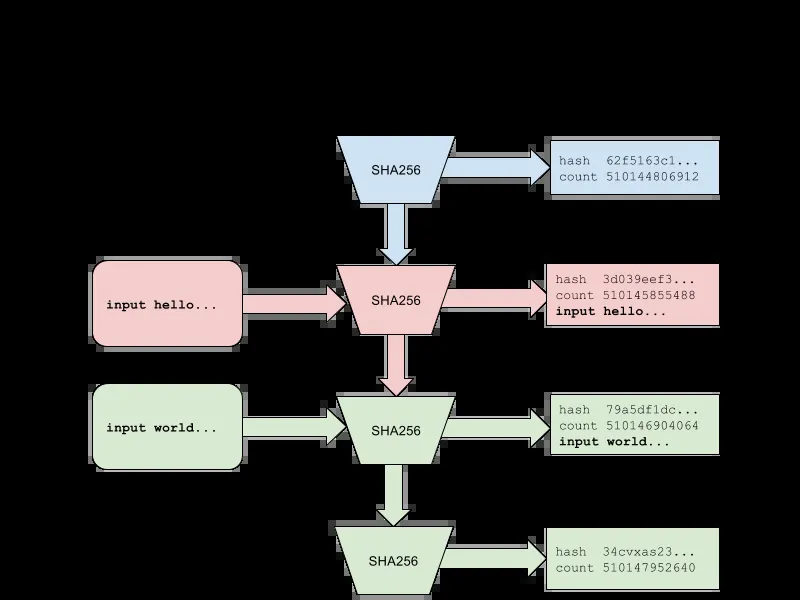 SHA256
hash 62f5163c1...
count 510144806912
input hello...
SHA256
hash 3d039eef3...
count 510145855488
input hello...
input world...
SHA256
hash 79a5df1dc...
count 510146904064
input world...
SHA256
hash 34cvxas23...
count 510147952640